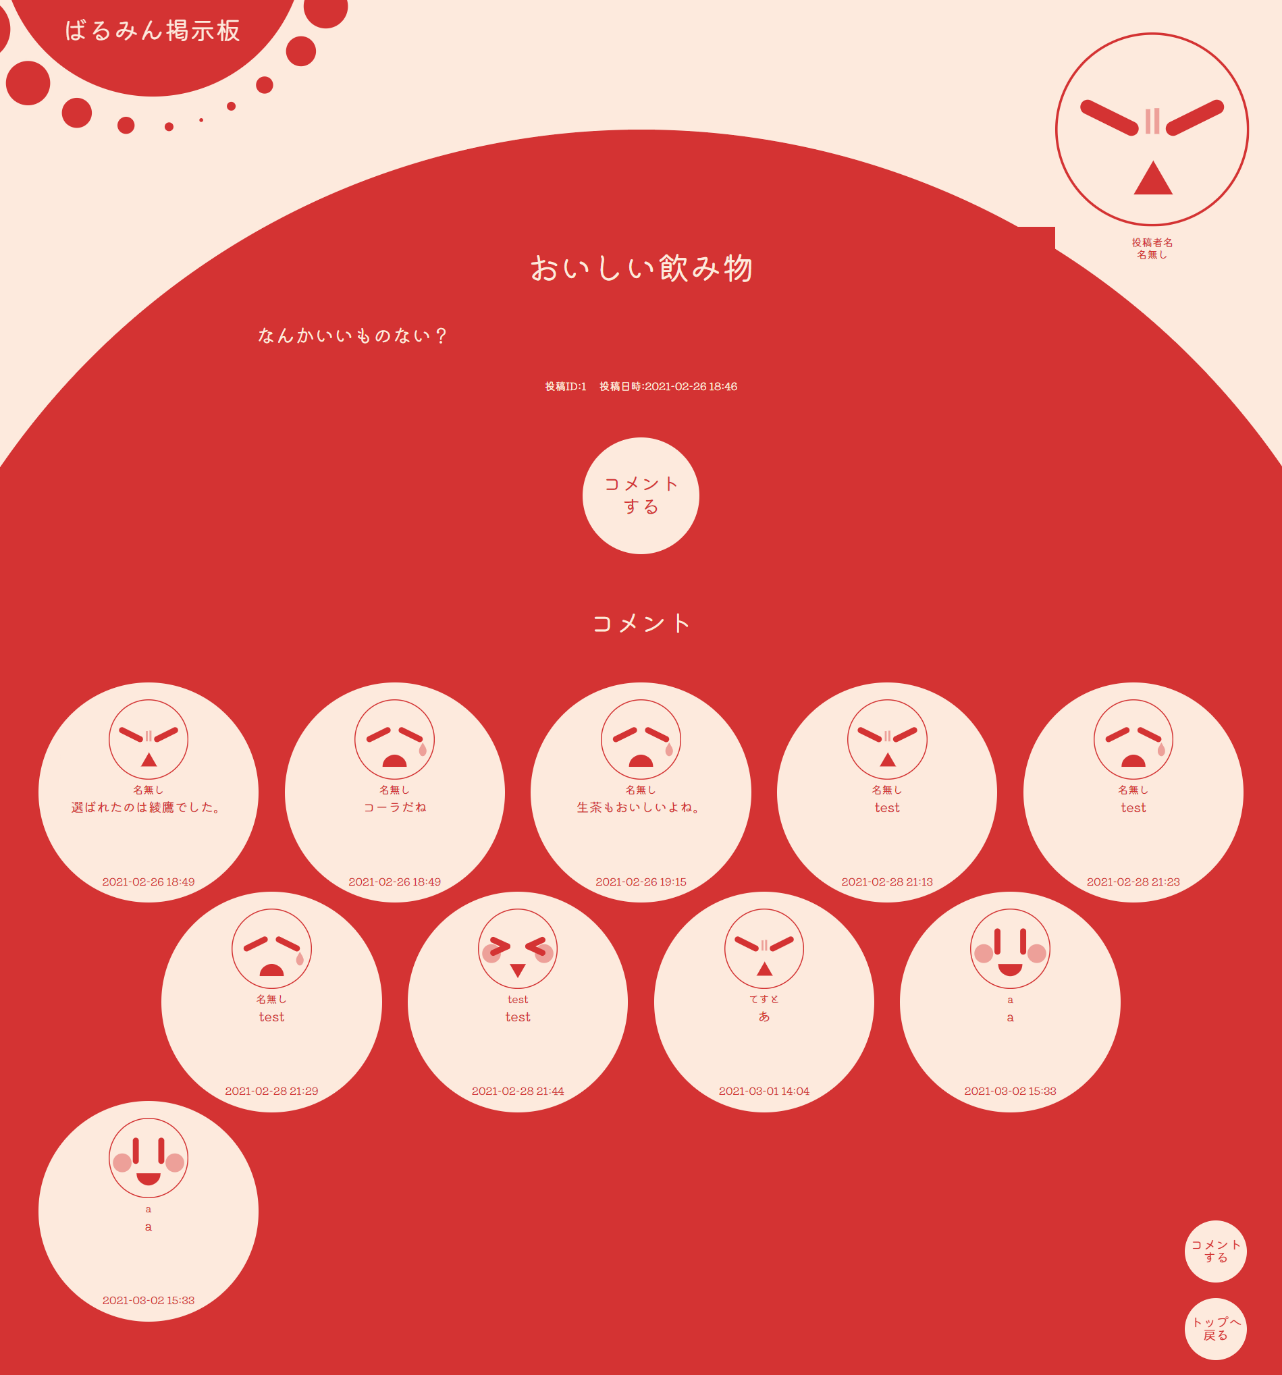 ばるみん掲示板
投稿者名
名無し
おいしい飲み物
なんかいいものない？
投稿ID:1 投稿日時:2021-02-26 18:46
コメント
する
コメント
名無し
選ばれたのは綾鷹でした。
2021-02-26 18:49
名無し
コーラだね
2021-02-26 18:49
名無し
生茶もおいしいよね。
2021-02-26 19:15
名無し
test
2021-02-28 21:13
名無し
test
2021-02-28 21:23
名無し
test
2021-02-28 21:29
test
test
2021-02-28 21:44
てすと
あ
2021-03-01 14:04
a
a
2021-03-02 15:33
a
a
2021-03-02 15:33
コメント
する
トップへ
戻る